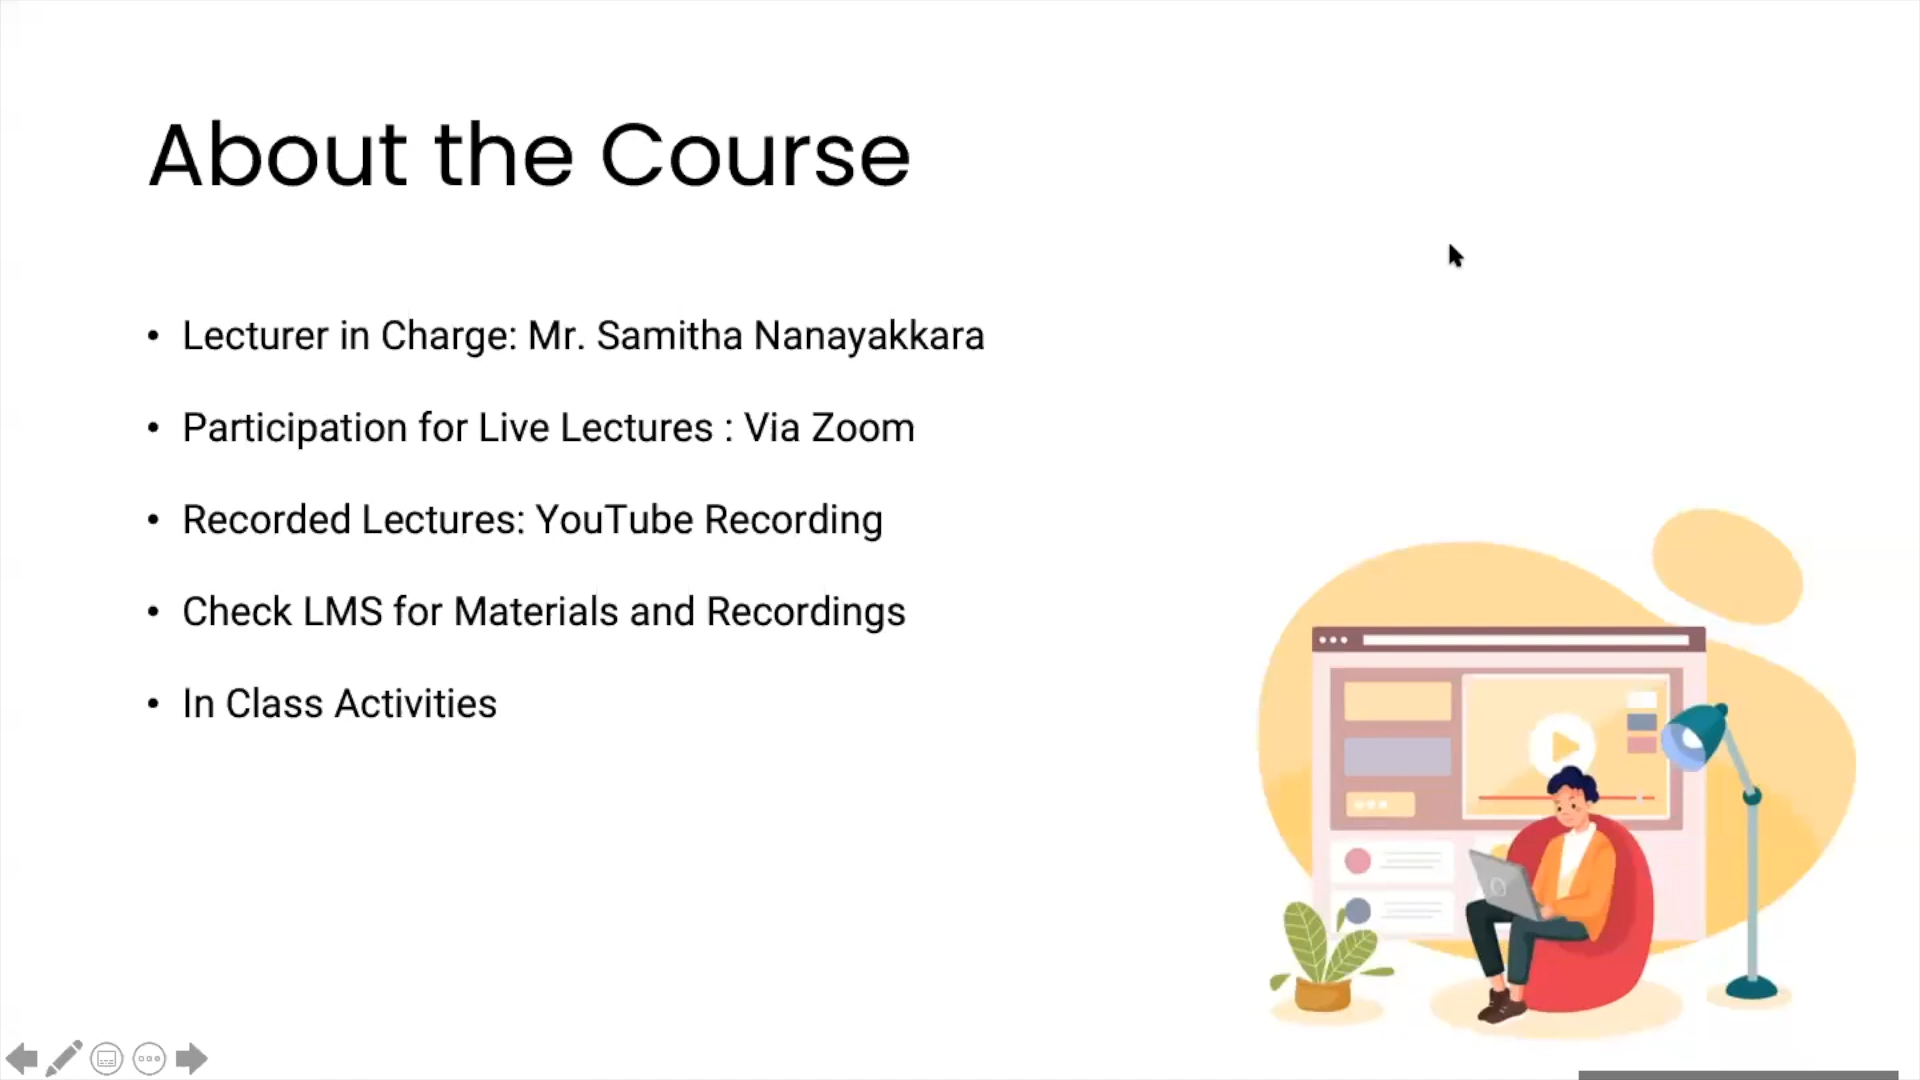 About the Course
• Lecturer in Charge: Mr. Samitha Nanayakkara
• Participation for Live Lectures : Via Zoom
• Recorded Lectures: YouTube Recording
• Check LMS for Materials and Recordings
• In Class Activities